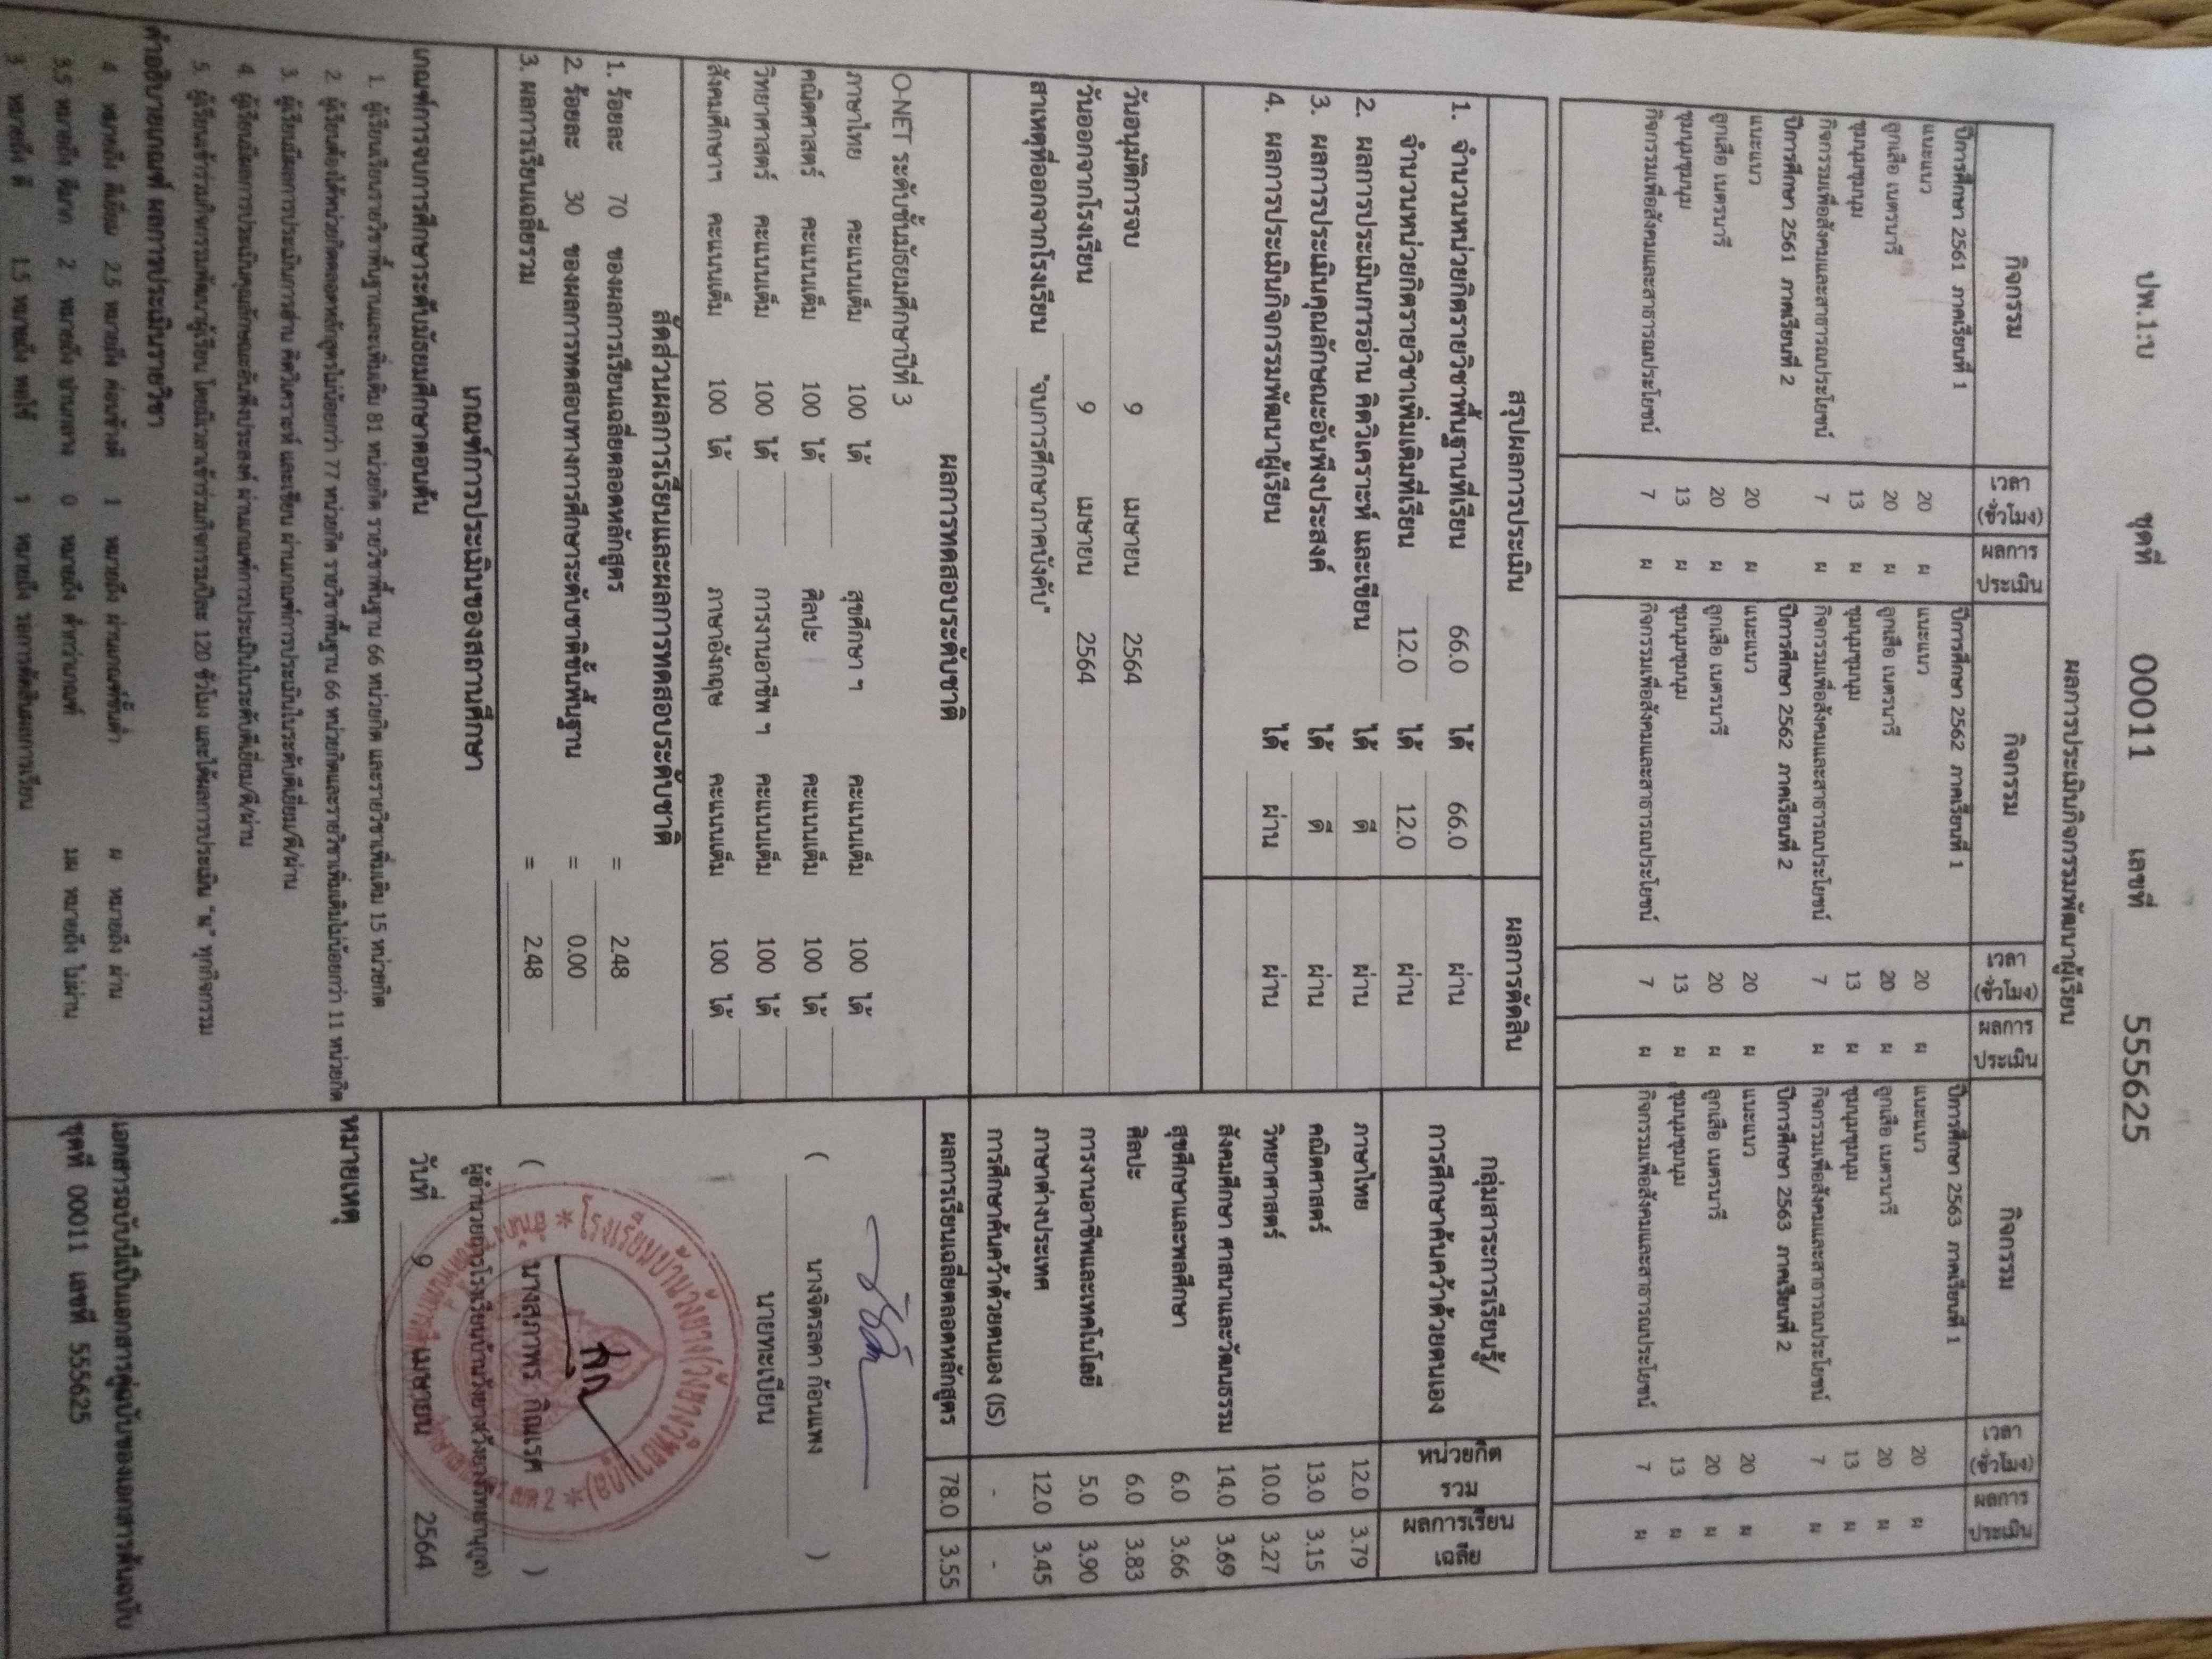 ปพ.1:บ ชุดที่ 00011 เลขที่ 555625
ผลการประเมินกิจกรรมพัฒนาผู้เรียน
กิจกรรม เวลา (ชั่วโมง) ผลการประเมิน กิจกรรม เวลา (ชั่วโมง) ผลการประเมิน กิจกรรม เวลา (ชั่วโมง) ผลการประเมิน
ปีการศึกษา 2561 ภาคเรียนที่ 1 ปีการศึกษา 2562 ภาคเรียนที่ 1 ปีการศึกษา 2563 ภาคเรียนที่ 1
แนะแนว 20 ผ แนะแนว 20 ผ แนะแนว 20 ผ
ลูกเสือ เนตรนารี 20 ผ ลูกเสือ เนตรนารี 20 ผ ลูกเสือ เนตรนารี 20 ผ
ชุมนุมชุมนุม 13 ผ ชุมนุมชุมนุม 13 ผ ชุมนุมชุมนุม 13 ผ
กิจกรรมเพื่อสังคมและสาธารณประโยชน์ 7 ผ กิจกรรมเพื่อสังคมและสาธารณประโยชน์ 7 ผ กิจกรรมเพื่อสังคมและสาธารณประโยชน์ 7 ผ
ปีการศึกษา 2561 ภาคเรียนที่ 2 ปีการศึกษา 2562 ภาคเรียนที่ 2 ปีการศึกษา 2563 ภาคเรียนที่ 2
แนะแนว 20 ผ แนะแนว 20 ผ แนะแนว 20 ผ
ลูกเสือ เนตรนารี 20 ผ ลูกเสือ เนตรนารี 20 ผ ลูกเสือ เนตรนารี 20 ผ
ชุมนุมชุมนุม 13 ผ ชุมนุมชุมนุม 13 ผ ชุมนุมชุมนุม 13 ผ
กิจกรรมเพื่อสังคมและสาธารณประโยชน์ 7 ผ กิจกรรมเพื่อสังคมและสาธารณประโยชน์ 7 ผ กิจกรรมเพื่อสังคมและสาธารณประโยชน์ 7 ผ
สรุปผลการประเมิน ผลการตัดสิน
1. จำนวนหน่วยกิตรายวิชาพื้นฐานที่เรียน 66.0 ได้ 66.0 ผ่าน
จำนวนหน่วยกิตรายวิชาเพิ่มเติมที่เรียน 12.0 ได้ 12.0 ผ่าน
2. ผลการประเมินการอ่าน คิดวิเคราะห์ และเขียน ได้ ดี ผ่าน
3. ผลการประเมินคุณลักษณะอันพึงประสงค์ ได้ ดี ผ่าน
4. ผลการประเมินกิจกรรมพัฒนาผู้เรียน ได้ ผ่าน ผ่าน
วันอนุมัติการจบ 9 เมษายน 2564
วันออกจากโรงเรียน 9 เมษายน 2564
สาเหตุที่ออกจากโรงเรียน "จบการศึกษาภาคบังคับ"
ผลการทดสอบระดับชาติ
O-NET ระดับชั้นมัธยมศึกษาปีที่ 3
ภาษาไทย คะแนนเต็ม 100 ได้ สุขศึกษา ฯ คะแนนเต็ม 100 ได้
คณิตศาสตร์ คะแนนเต็ม 100 ได้ ศิลปะ คะแนนเต็ม 100 ได้
วิทยาศาสตร์ คะแนนเต็ม 100 ได้ การงานอาชีพ ฯ คะแนนเต็ม 100 ได้
สังคมศึกษาฯ คะแนนเต็ม 100 ได้ ภาษาอังกฤษ คะแนนเต็ม 100 ได้
สัดส่วนผลการเรียนและผลการทดสอบระดับชาติ
1. ร้อยละ 70 ของผลการเรียนเฉลี่ยตลอดหลักสูตร = 2.48
2. ร้อยละ 30 ของผลการทดสอบทางการศึกษาระดับชาติขั้นพื้นฐาน = 0.00
3. ผลการเรียนเฉลี่ยรวม = 2.48
เกณฑ์การประเมินของสถานศึกษา
เกณฑ์การจบการศึกษาระดับมัธยมศึกษาตอนต้น
1. ผู้เรียนเรียนรายวิชาพื้นฐานและเพิ่มเติม 81 หน่วยกิต รายวิชาพื้นฐาน 66 หน่วยกิต และรายวิชาเพิ่มเติม 15 หน่วยกิต
2. ผู้เรียนต้องได้หน่วยกิตตลอดหลักสูตรไม่น้อยกว่า 77 หน่วยกิต รายวิชาพื้นฐาน 66 หน่วยกิตและรายวิชาเพิ่มเติมไม่น้อยกว่า 11 หน่วยกิต
3. ผู้เรียนมีผลการประเมินการอ่าน คิดวิเคราะห์ และเขียน ผ่านเกณฑ์การประเมินในระดับดีเยี่ยม/ดี/ผ่าน
4. ผู้เรียนมีผลการประเมินคุณลักษณะอันพึงประสงค์ ผ่านเกณฑ์การประเมินในระดับดีเยี่ยม/ดี/ผ่าน
5. ผู้เรียนเข้าร่วมกิจกรรมพัฒนาผู้เรียน โดยมีเวลาเข้าร่วมกิจกรรมปีละ 120 ชั่วโมง และได้ผลการประเมิน "ผ" ทุกกิจกรรม
คำอธิบายเกณฑ์ ผลการประเมินรายวิชา
4 หมายถึง ดีเยี่ยม 2.5 หมายถึง ค่อนข้างดี 1 หมายถึง ผ่านเกณฑ์ขั้นต่ำ ผ หมายถึง ผ่าน
3.5 หมายถึง ดีมาก 2 หมายถึง ปานกลาง 0 หมายถึง ต่ำกว่าเกณฑ์ มผ หมายถึง ไม่ผ่าน
3 หมายถึง ดี 1.5 หมายถึง พอใช้ ร หมายถึง รอการตัดสินผลการเรียน
กลุ่มสาระการเรียนรู้/ การศึกษาค้นคว้าด้วยตนเอง หน่วยกิตรวม ผลการเรียนเฉลี่ย
ภาษาไทย 12.0 3.79
คณิตศาสตร์ 13.0 3.15
วิทยาศาสตร์ 10.0 3.27
สังคมศึกษา ศาสนาและวัฒนธรรม 14.0 3.69
สุขศึกษาและพลศึกษา 6.0 3.66
ศิลปะ 6.0 3.83
การงานอาชีพและเทคโนโลยี 5.0 3.90
ภาษาต่างประเทศ 12.0 3.45
การศึกษาค้นคว้าด้วยตนเอง (IS) - -
ผลการเรียนเฉลี่ยตลอดหลักสูตร 78.0 3.55
( นางจิตรลดา ก้อนแพง )
นายทะเบียน
( นางสุภาพร กิณเรศ )
ผู้อำนวยการโรงเรียนบ้านวังยาง(วังยางวิทยานุกูล)
วันที่ 9 เมษายน 2564
หมายเหตุ
เอกสารฉบับนี้เป็นเอกสารคู่ฉบับของเอกสารต้นฉบับ
ชุดที่ 00011 เลขที่ 555625